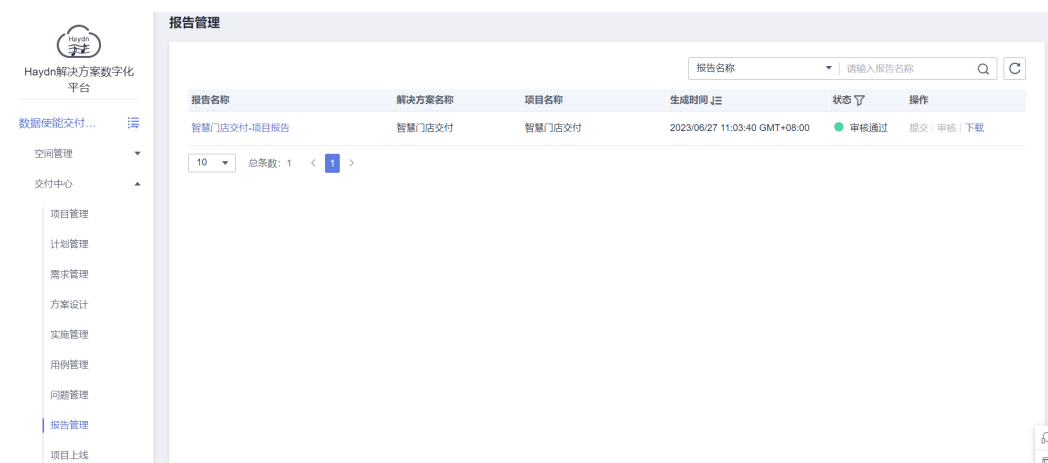 报告管理
Haydn
Haydn解决方案数字化
平台
报告名称
请输入报告名称
报告名称 解决方案名称 项目名称 生成时间 状态 操作
数据使能交付...
智慧门店交付-项目报告 智慧门店交付 智慧门店交付 2023/06/27 11:03:40 GMT+08:00 审核通过 提交 审核 下载
空间管理
10 总条数: 1 < 1 >
交付中心
项目管理
计划管理
需求管理
方案设计
实施管理
用例管理
问题管理
报告管理
项目上线